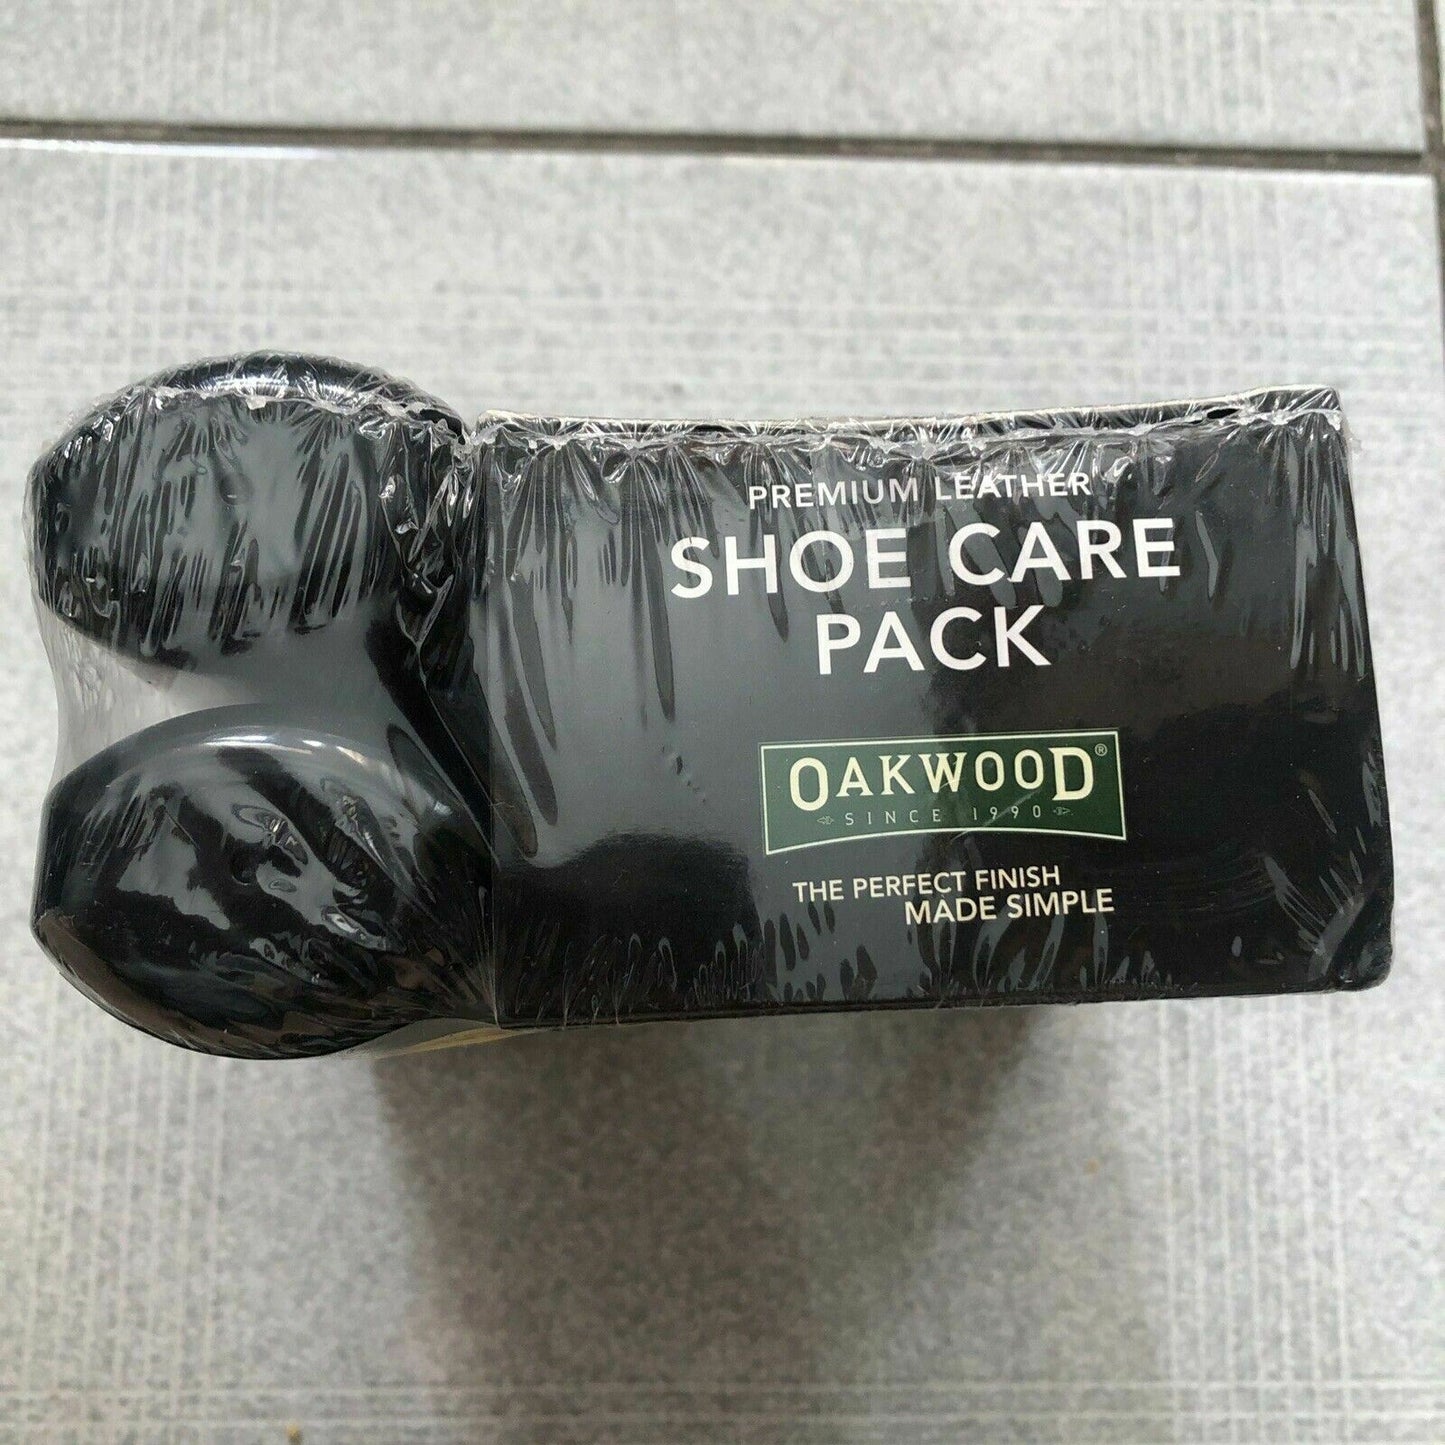 PREMIUM LEATHER
SHOE CARE
PACK
OAKWOOD®
SINCE 1990
THE PERFECT FINISH
MADE SIMPLE